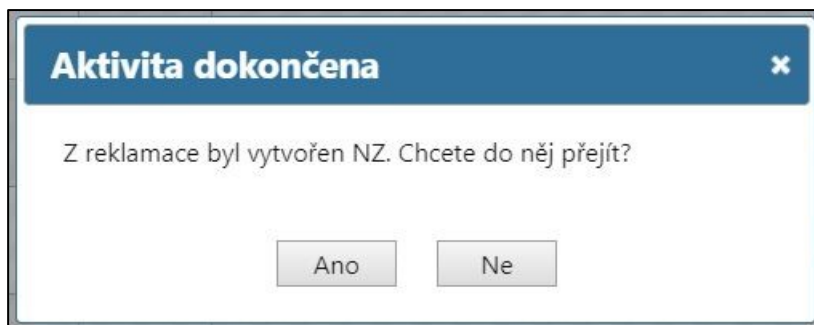 Aktivita dokončena
Z reklamace byl vytvořen NZ. Chcete do něj přejít?
Ano
Ne